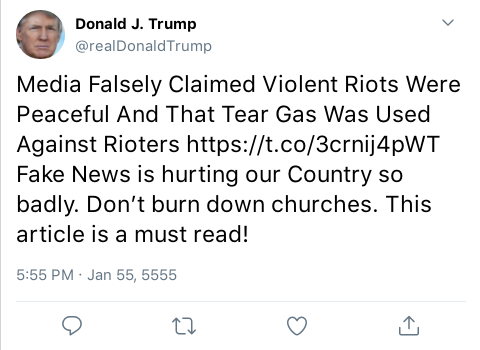 Donald J. Trump
@realDonaldTrump
Media Falsely Claimed Violent Riots Were
Peaceful And That Tear Gas Was Used
Against Rioters https://t.co/3crnij4pWT
Fake News is hurting our Country so
badly. Don’t burn down churches. This
article is a must read!
5:55 PM · Jan 55, 5555